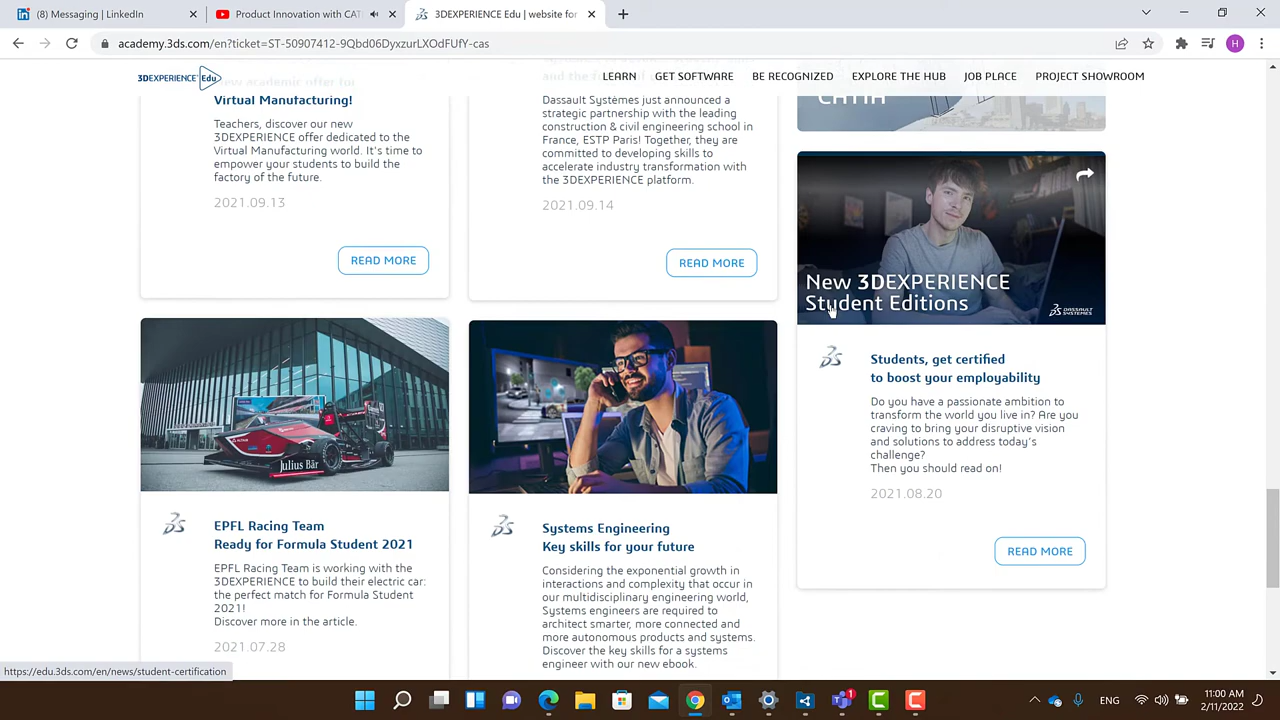 (8) Messaging | LinkedIn
Product Innovation with CAT
3DEXPERIENCE Edu | website for
academy.3ds.com/en?ticket=ST-50907412-9Qbd06DyxzurLXOdFUfY-cas
H
3DEXPERIENCE Edu
LEARN
GET SOFTWARE
BE RECOGNIZED
EXPLORE THE HUB
JOB PLACE
PROJECT SHOWROOM
New academic offer for
Virtual Manufacturing!
Teachers, discover our new
3DEXPERIENCE offer dedicated to the
Virtual Manufacturing world. It's time to
empower your students to build the
factory of the future.
2021.09.13
READ MORE
Dassault Systèmes just announced a
strategic partnership with the leading
construction & civil engineering school in
France, ESTP Paris! Together, they are
committed to developing skills to
accelerate industry transformation with
the 3DEXPERIENCE platform.
2021.09.14
READ MORE
CATIA
New 3DEXPERIENCE
Student Editions
DASSAULT
SYSTEMES
Students, get certified
to boost your employability
Do you have a passionate ambition to
transform the world you live in? Are you
craving to bring your disruptive vision
and solutions to address today's
challenge?
Then you should read on!
2021.08.20
READ MORE
Julius Bär
EPFL Racing Team
Ready for Formula Student 2021
EPFL Racing Team is working with the
3DEXPERIENCE to build their electric car:
the perfect match for Formula Student
2021!
Discover more in the article.
2021.07.28
Systems Engineering
Key skills for your future
Considering the exponential growth in
interactions and complexity that occur in
our multidisciplinary engineering world,
Systems engineers are required to
architect smarter, more connected and
more autonomous products and systems.
Discover the key skills for a systems
engineer with our new ebook.
https://edu.3ds.com/en/news/student-certification
1
ENG
11:00 AM
2/11/2022